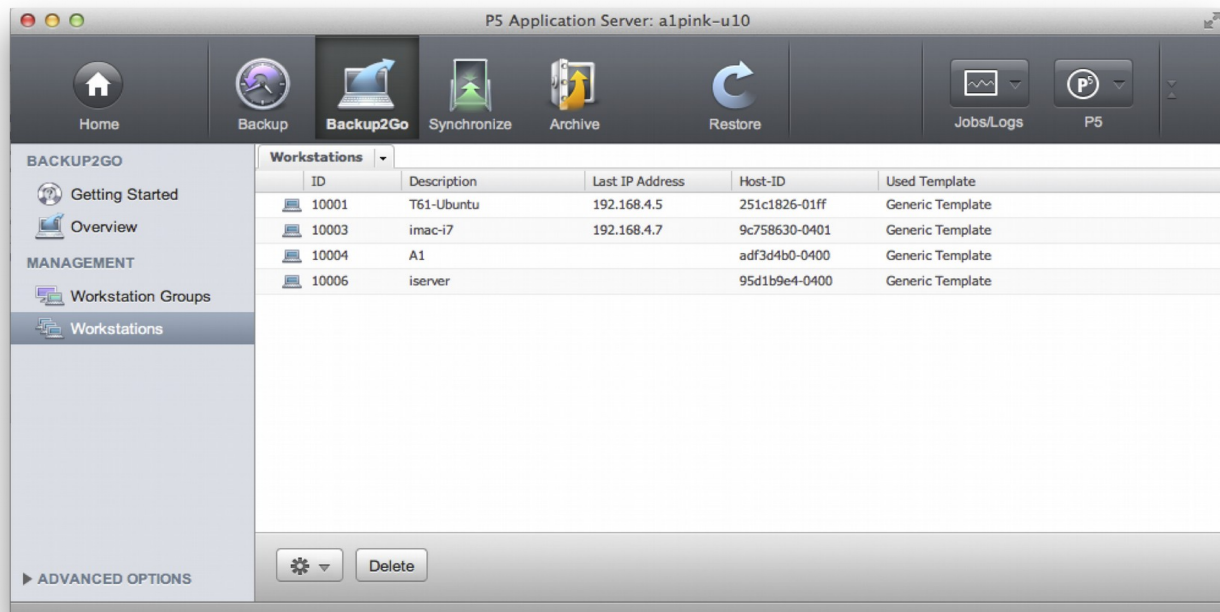 P5 Application Server: a1pink-u10
Home Backup Backup2Go Synchronize Archive Restore Jobs/Logs P5
BACKUP2GO
Getting Started
Overview
MANAGEMENT
Workstation Groups
Workstations
ADVANCED OPTIONS
Workstations
ID Description Last IP Address Host-ID Used Template
10001 T61-Ubuntu 192.168.4.5 251c1826-01ff Generic Template
10003 imac-i7 192.168.4.7 9c758630-0401 Generic Template
10004 A1 adf3d4b0-0400 Generic Template
10006 iserver 95d1b9e4-0400 Generic Template
Delete